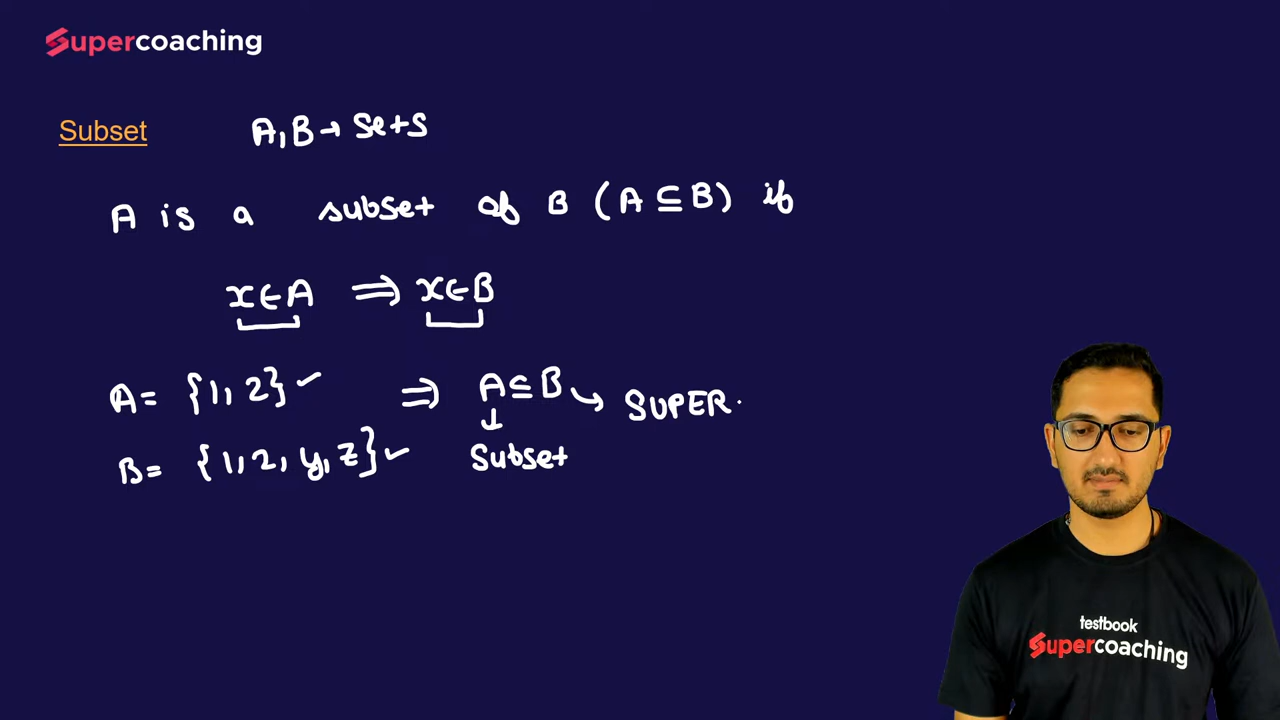 Supercoaching
Subset A,B → Sets
A is a subset of B (A ⊆ B) if
x∈A ⟹ x∈B
A = {1, 2} ✓ ⟹ A⊆B → SUPER.
↓
B = {1, 2, y, z} ✓ Subset
testbook
Supercoaching